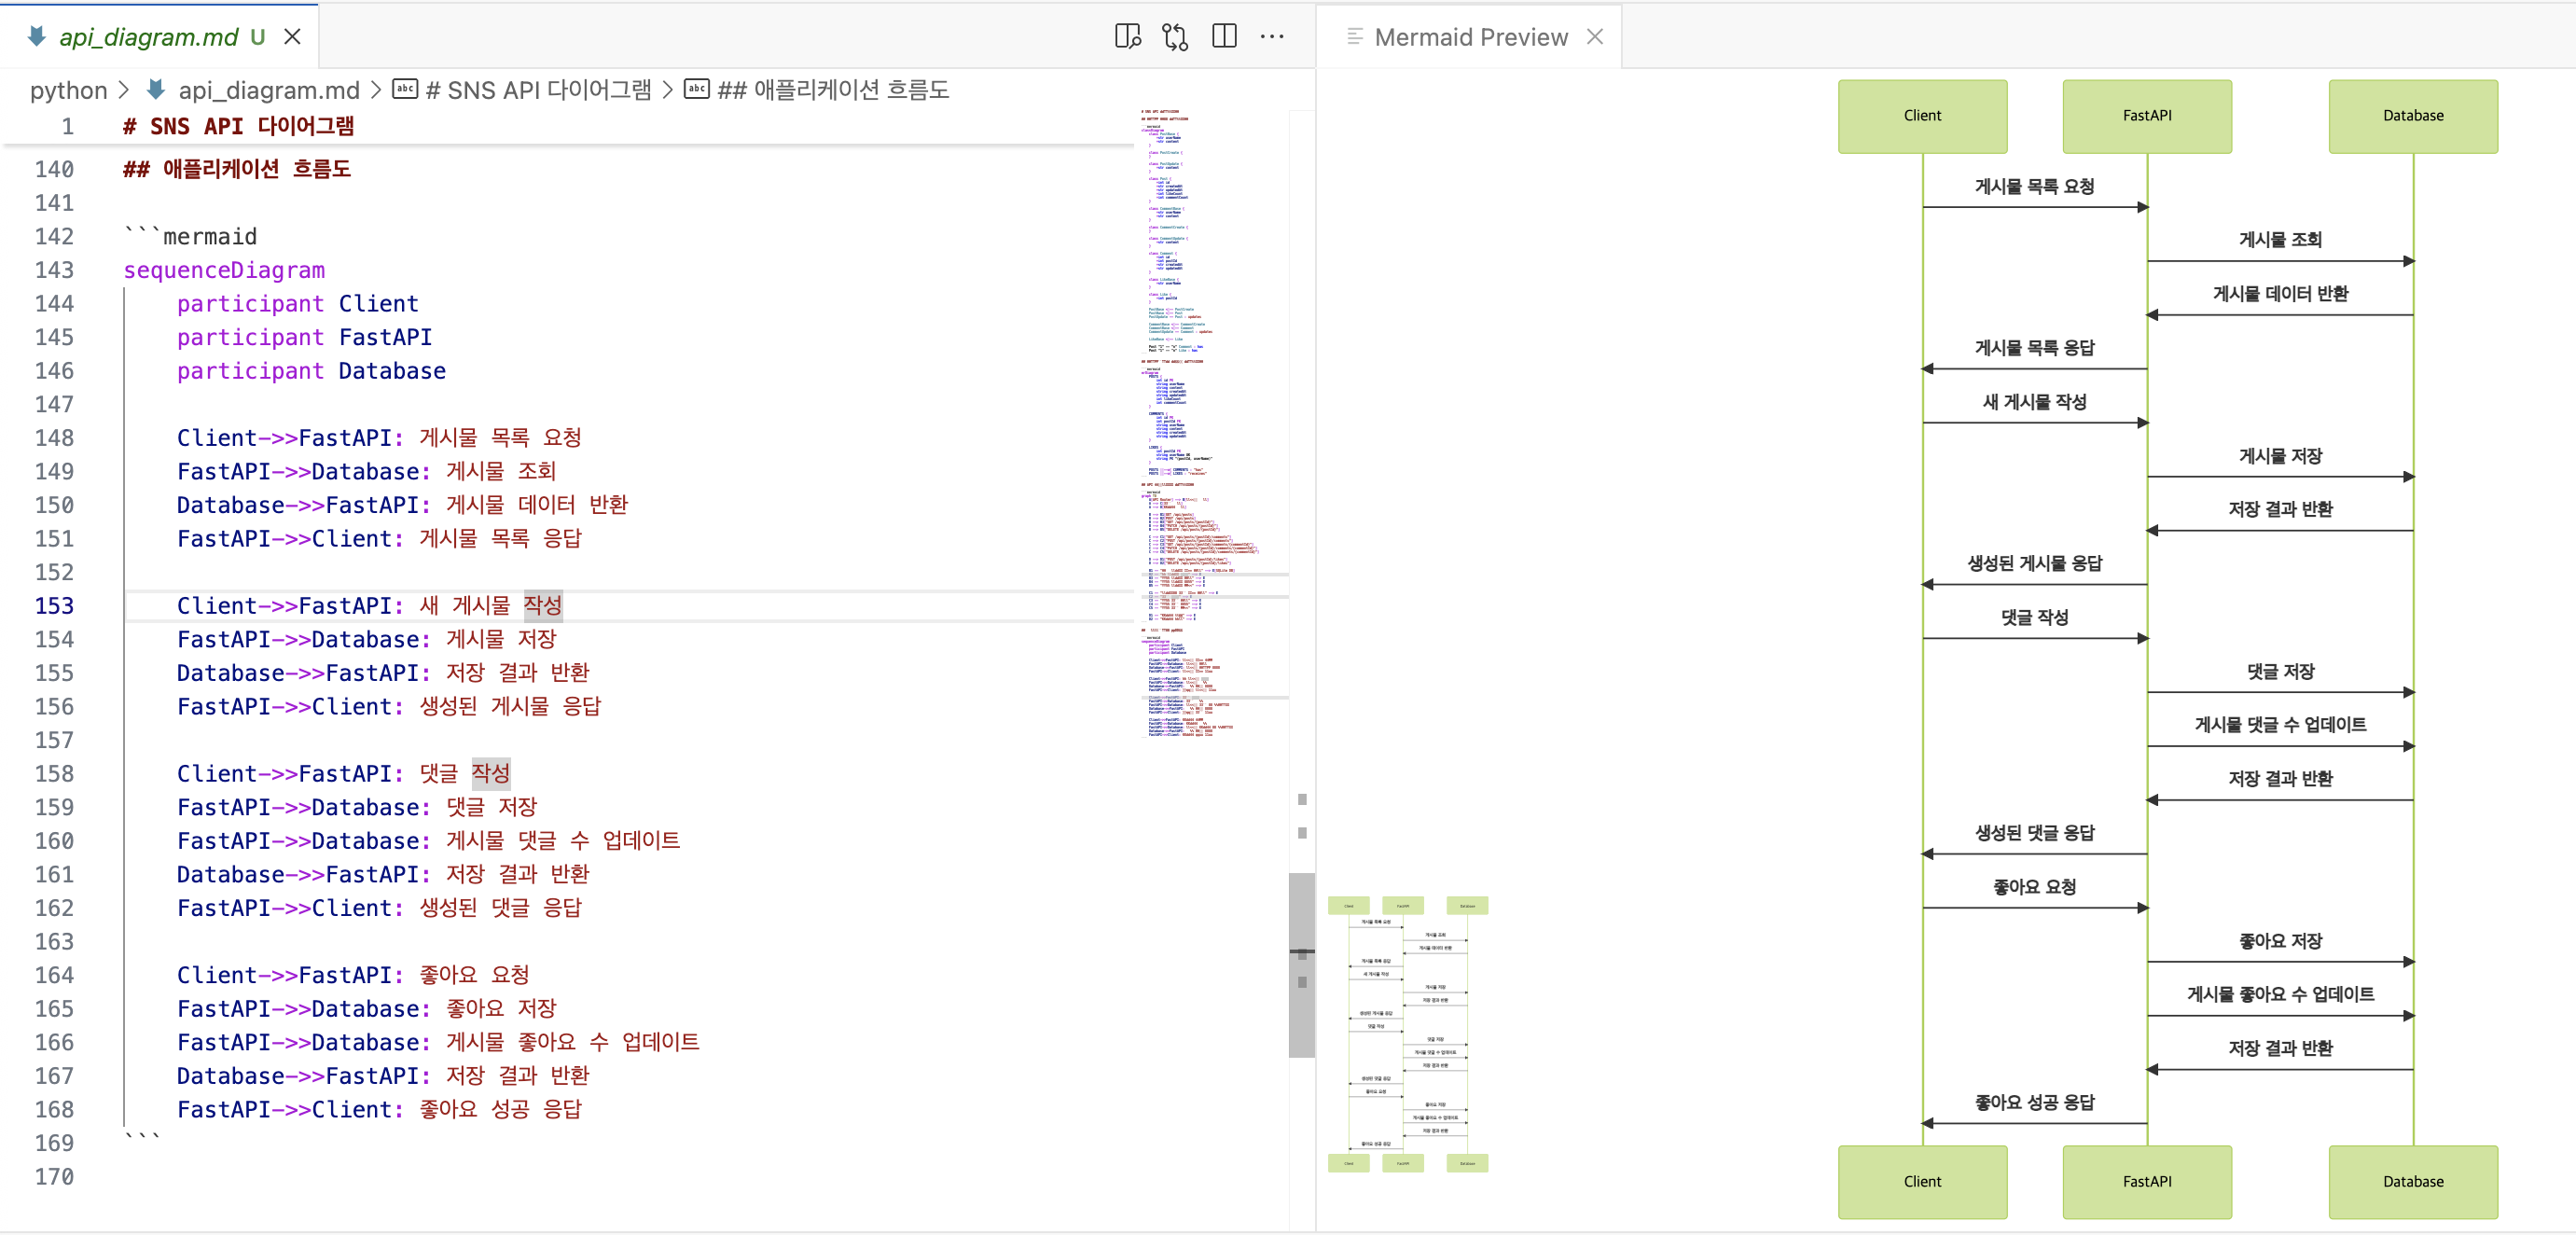 api_diagram.md U
Mermaid Preview
python > api_diagram.md > # SNS API 다이어그램 > ## 애플리케이션 흐름도
1 # SNS API 다이어그램
140 ## 애플리케이션 흐름도
141
142 ```mermaid
143 sequenceDiagram
144 participant Client
145 participant FastAPI
146 participant Database
147
148 Client->>FastAPI: 게시물 목록 요청
149 FastAPI->>Database: 게시물 조회
150 Database->>FastAPI: 게시물 데이터 반환
151 FastAPI->>Client: 게시물 목록 응답
152
153 Client->>FastAPI: 새 게시물 작성
154 FastAPI->>Database: 게시물 저장
155 Database->>FastAPI: 저장 결과 반환
156 FastAPI->>Client: 생성된 게시물 응답
157
158 Client->>FastAPI: 댓글 작성
159 FastAPI->>Database: 댓글 저장
160 FastAPI->>Database: 게시물 댓글 수 업데이트
161 Database->>FastAPI: 저장 결과 반환
162 FastAPI->>Client: 생성된 댓글 응답
163
164 Client->>FastAPI: 좋아요 요청
165 FastAPI->>Database: 좋아요 저장
166 FastAPI->>Database: 게시물 좋아요 수 업데이트
167 Database->>FastAPI: 저장 결과 반환
168 FastAPI->>Client: 좋아요 성공 응답
169 ```
170
Client FastAPI Database
게시물 목록 요청
게시물 조회
게시물 데이터 반환
게시물 목록 응답
새 게시물 작성
게시물 저장
저장 결과 반환
생성된 게시물 응답
댓글 작성
댓글 저장
게시물 댓글 수 업데이트
저장 결과 반환
생성된 댓글 응답
좋아요 요청
좋아요 저장
게시물 좋아요 수 업데이트
저장 결과 반환
좋아요 성공 응답
Client FastAPI Database